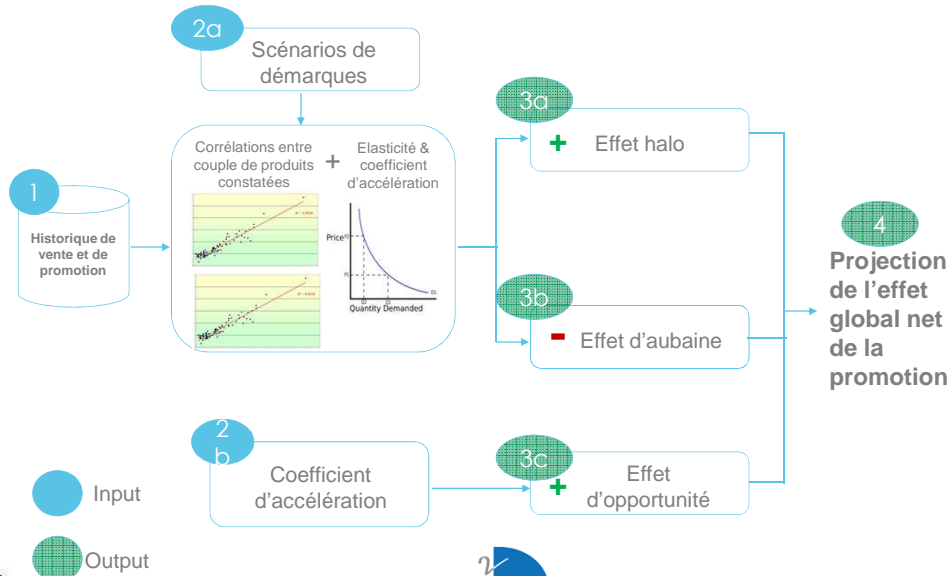 2a
Scénarios de
démarques
Corrélations entre
couple de produits
constatées
+
Elasticité &
coefficient
d'accélération
1
Historique de
vente et de
promotion
Price
Quantity Demanded
3a
+ Effet halo
3b
- Effet d'aubaine
4
Projection
de l'effet
global net
de la
promotion
2
b
Coefficient
d'accélération
3c
+
Effet
d'opportunité
Input
Output